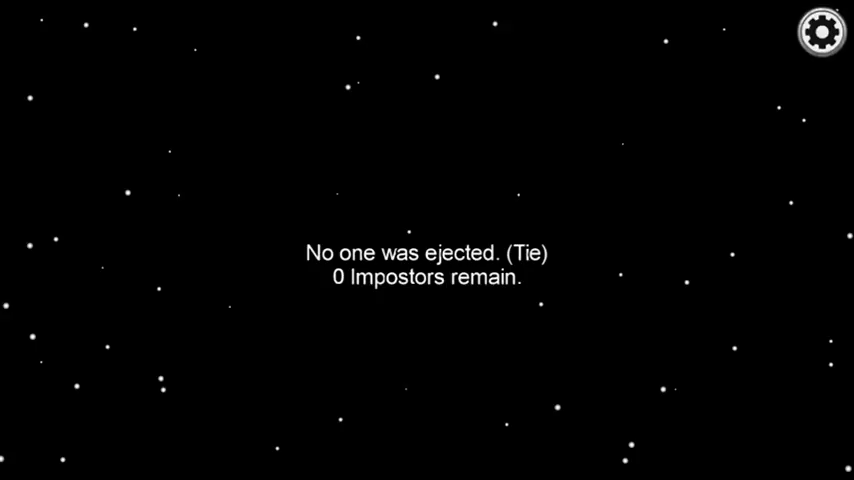 No one was ejected. (Tie)
0 Impostors remain.